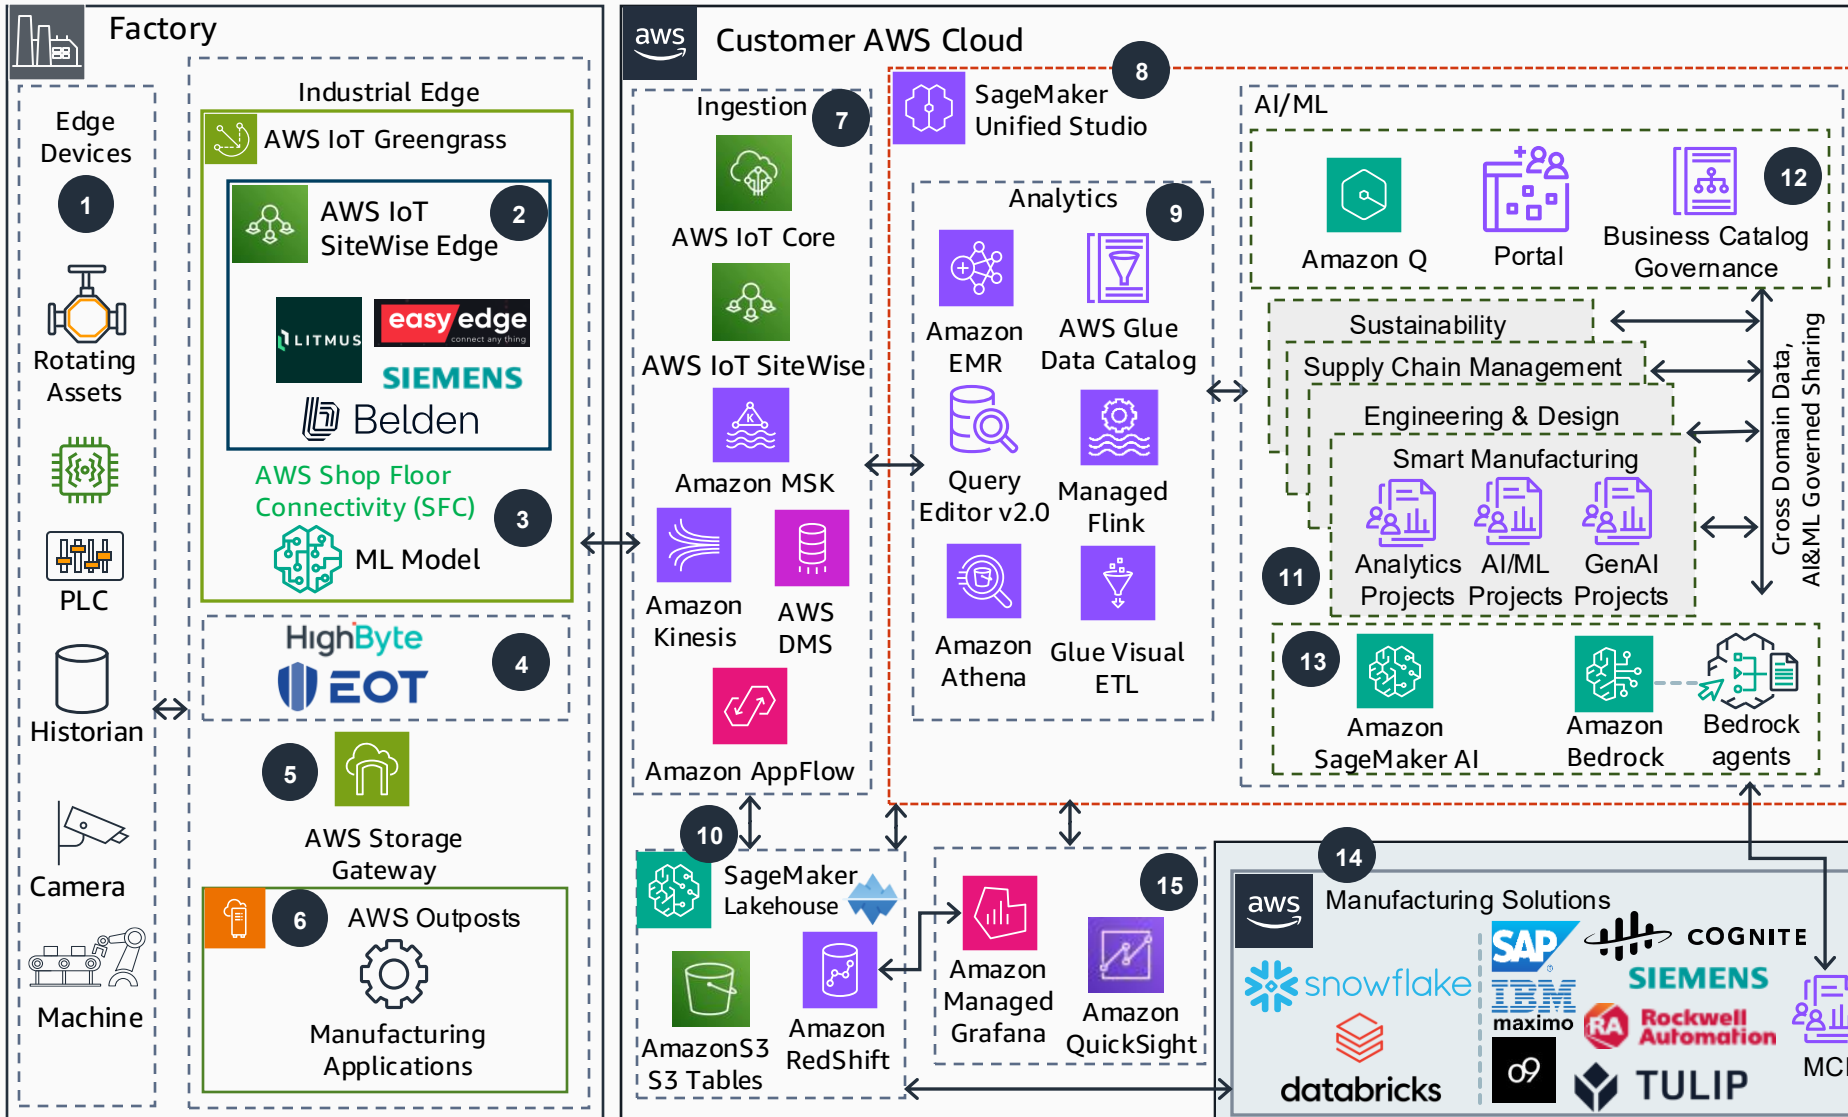 Factory
Edge
Devices
1
Rotating
Assets
PLC
Historian
Camera
Machine
Industrial Edge
AWS IoT Greengrass
AWS IoT
SiteWise Edge
2
LITMUS
easy edge
connect any thing
SIEMENS
Belden
AWS Shop Floor
Connectivity (SFC)
3
ML Model
HighByte
EOT
4
5
AWS Storage
Gateway
6
AWS Outposts
Manufacturing
Applications
aws
Customer AWS Cloud
Ingestion
7
AWS IoT Core
AWS IoT SiteWise
K
Amazon MSK
Amazon
Kinesis
AWS
DMS
Amazon AppFlow
8
SageMaker
Unified Studio
Analytics
9
Amazon
EMR
AWS Glue
Data Catalog
Query
Editor v2.0
Managed
Flink
Amazon
Athena
Glue Visual
ETL
AI/ML
Amazon Q
Portal
Business Catalog
Governance
12
Sustainability
Supply Chain Management
Engineering & Design
Smart Manufacturing
Analytics
Projects
AI/ML
Projects
GenAI
Projects
11
Cross Domain Data,
AI&ML Governed Sharing
13
Amazon
SageMaker AI
Amazon
Bedrock
Bedrock
agents
10
SageMaker
Lakehouse
AmazonS3
S3 Tables
Amazon
RedShift
15
Amazon
Managed
Grafana
Amazon
QuickSight
14
aws
Manufacturing Solutions
snowflake
databricks
SAP
COGNITE
SIEMENS
IBM
maximo
RA
Rockwell
Automation
o9
TULIP